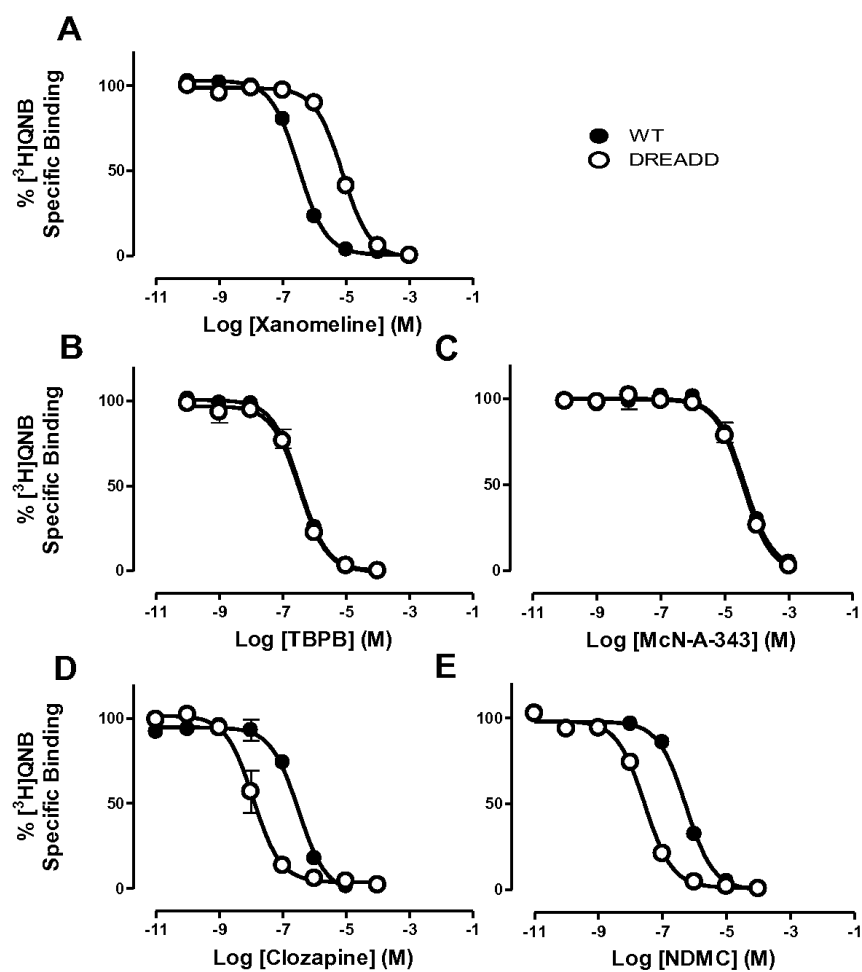 A
% [³H]QNB
Specific Binding
100
50
0
-11 -9 -7 -5 -3 -1
Log [Xanomeline] (M)
WT
DREADD
B
% [³H]QNB
Specific Binding
100
50
0
-11 -9 -7 -5 -3 -1
Log [TBPB] (M)
C
100
50
0
-11 -9 -7 -5 -3 -1
Log [McN-A-343] (M)
D
% [³H]QNB
Specific Binding
100
50
0
-11 -9 -7 -5 -3 -1
Log [Clozapine] (M)
E
100
50
0
-11 -9 -7 -5 -3 -1
Log [NDMC] (M)